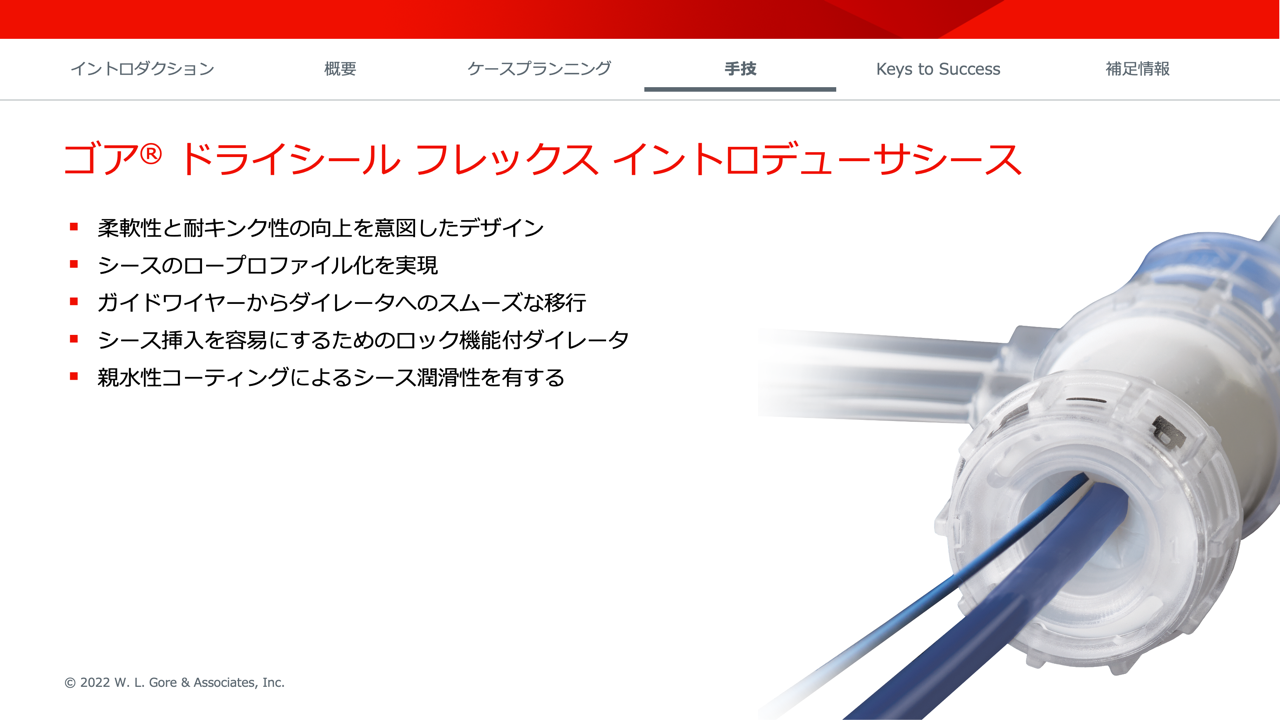 イントロダクション
概要
ケースプランニング
手技
Keys to Success
補足情報
ゴア® ドライシール フレックス イントロデューサシース
柔軟性と耐キンク性の向上を意図したデザイン
シースのロープロファイル化を実現
ガイドワイヤーからダイレータへのスムーズな移行
シース挿入を容易にするためのロック機能付ダイレータ
親水性コーティングによるシース潤滑性を有する
© 2022 W. L. Gore & Associates, Inc.